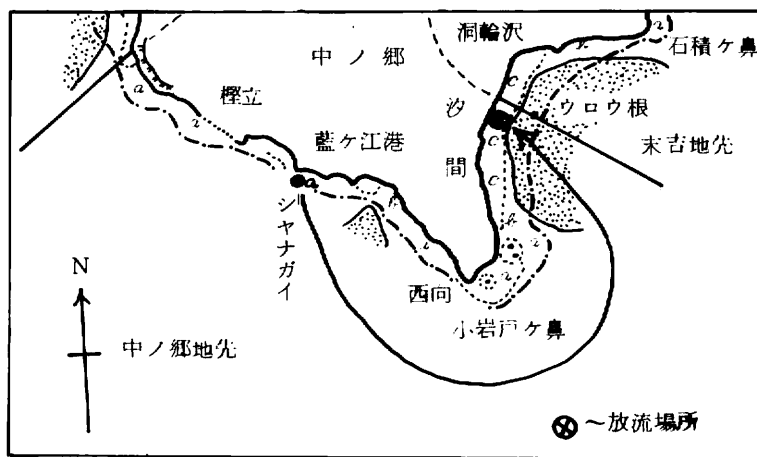 洞輪沢
石積ヶ鼻
中ノ郷
樫立
汐間
ウロウ根
藍ヶ江港
末吉地先
シャナガイ
西向
小岩戸ヶ鼻
N
中ノ郷地先
〜放流場所